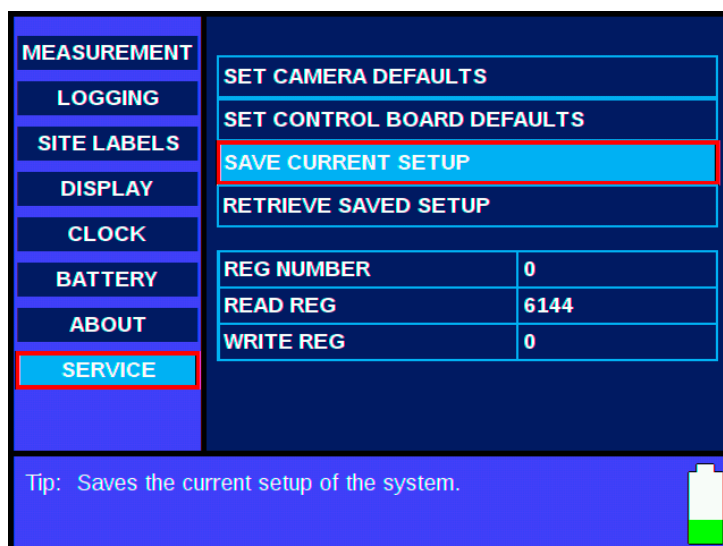 MEASUREMENT
LOGGING
SITE LABELS
DISPLAY
CLOCK
BATTERY
ABOUT
SERVICE
SET CAMERA DEFAULTS
SET CONTROL BOARD DEFAULTS
SAVE CURRENT SETUP
RETRIEVE SAVED SETUP
REG NUMBER 0
READ REG 6144
WRITE REG 0
Tip: Saves the current setup of the system.